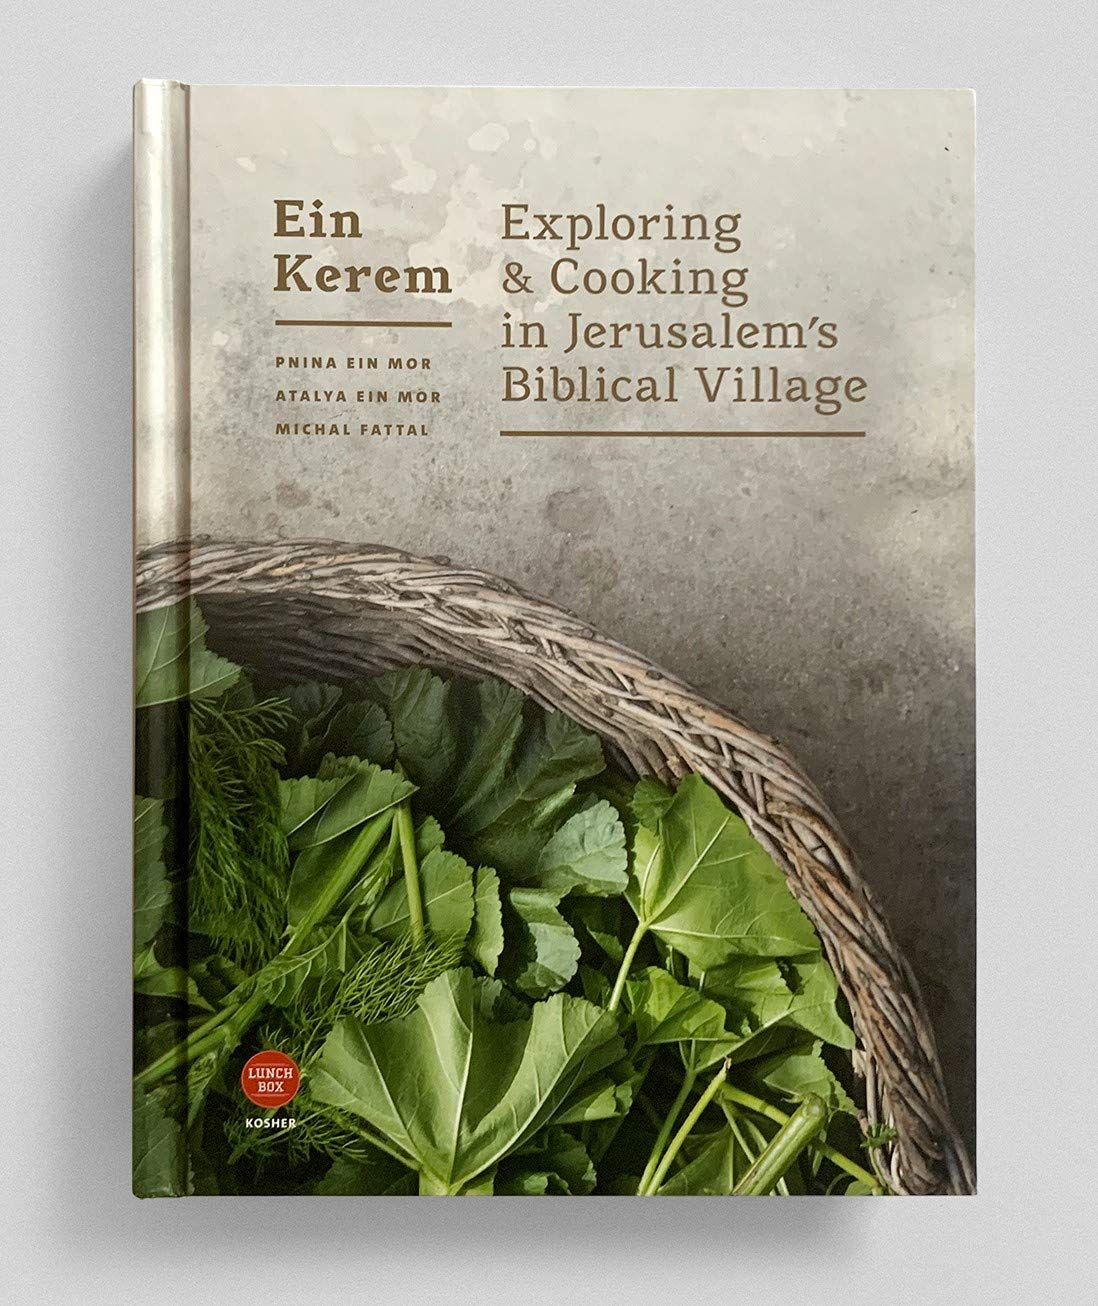 Ein
Kerem
PNINA EIN MOR
ATALYA EIN MOR
MICHAL FATTAL
Exploring
& Cooking
in Jerusalem's
Biblical Village
LUNCH
BOX
KOSHER